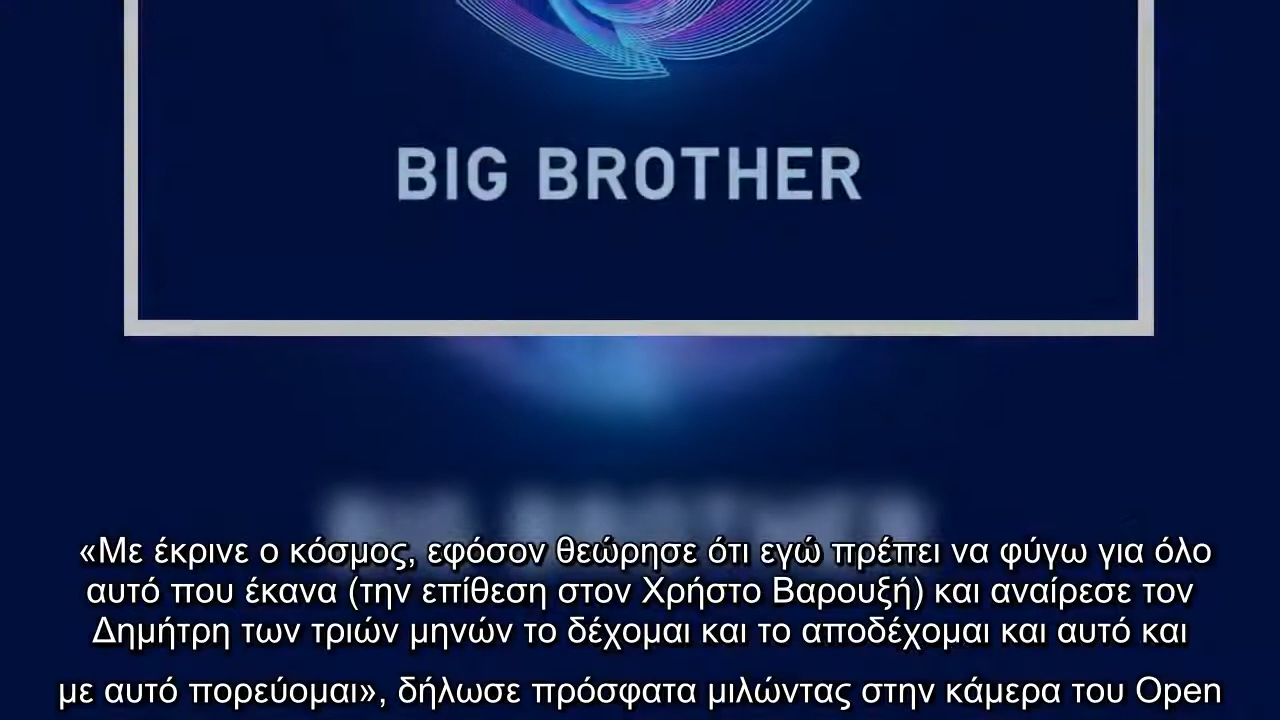 BIG BROTHER
«Με έκρινε ο κόσμος, εφόσον θεώρησε ότι εγώ πρέπει να φύγω για όλο
αυτό που έκανα (την επίθεση στον Χρήστο Βαρουξή) και αναίρεσε τον
Δημήτρη των τριών μηνών το δέχομαι και το αποδέχομαι και αυτό και
με αυτό πορεύομαι», δήλωσε πρόσφατα μιλώντας στην κάμερα του Open